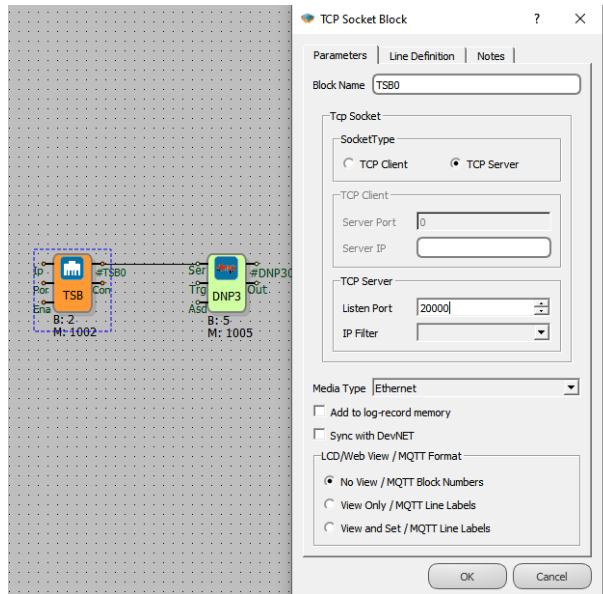 TCP Socket Block
?
Parameters
Line Definition
Notes
Block Name
TSB0
Tcp Socket
SocketType
TCP Client
TCP Server
TCP Client
Server Port
0
Server IP
TCP Server
Listen Port
20000
IP Filter
Media Type
Ethernet
Add to log-record memory
Sync with DevNET
LCD/Web View / MQTT Format
No View / MQTT Block Numbers
View Only / MQTT Line Labels
View and Set / MQTT Line Labels
OK
Cancel
Ip
#TSB0
Por
Con
TSB
Ena
B: 2
M: 1002
Ser
#DNP30
Trg
Out
DNP3
Asd
B: 5
M: 1005